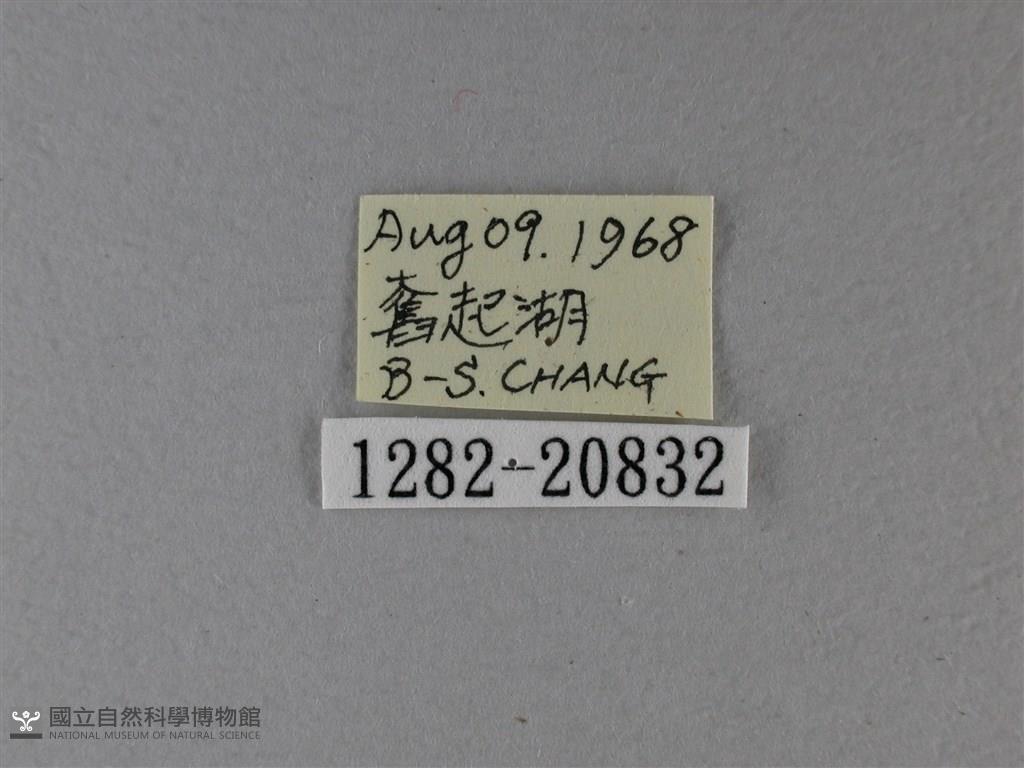 Aug 09. 1968
奮起湖
B-S. CHANG
1282-20832
國立自然科學博物館
NATIONAL MUSEUM OF NATURAL SCIENCE